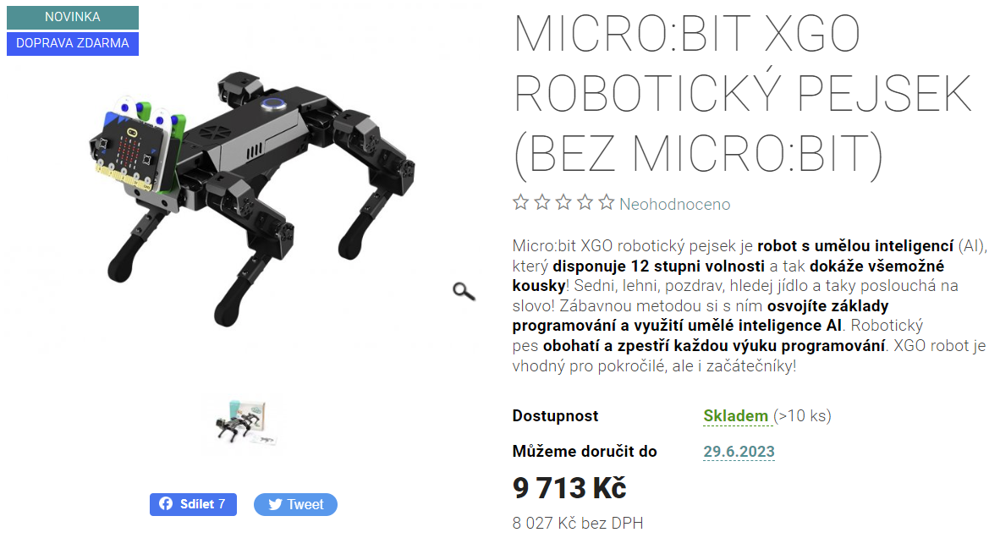 NOVINKA
DOPRAVA ZDARMA
MICRO:BIT XGO
ROBOTICKÝ PEJSEK
(BEZ MICRO:BIT)
Neohodnoceno
Micro:bit XGO robotický pejsek je robot s umělou inteligencí (AI),
který disponuje 12 stupni volnosti a tak dokáže všemožné
kousky! Sedni, lehni, pozdrav, hledej jídlo a taky poslouchá na
slovo! Zábavnou metodou si s ním osvojíte základy
programování a využití umělé inteligence AI. Robotický
pes obohatí a zpestří každou výuku programování. XGO robot je
vhodný pro pokročilé, ale i začátečníky!
Dostupnost Skladem (>10 ks)
Můžeme doručit do 29.6.2023
9 713 Kč
8 027 Kč bez DPH
Sdílet 7
Tweet